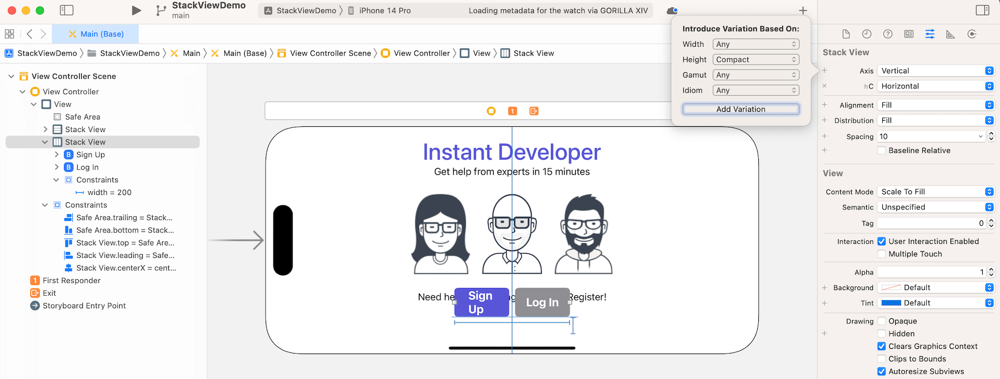 StackViewDemo
main
StackViewDemo
iPhone 14 Pro
Loading metadata for the watch via GORILLA XIV
Main (Base)
StackViewDemo
StackViewDemo
Main
Main (Base)
View Controller Scene
View Controller
View
Stack View
View Controller Scene
View Controller
View
Safe Area
Stack View
Stack View
B Sign Up
B Log In
Constraints
width = 200
Constraints
Safe Area.trailing = Stack...
Safe Area.bottom = Stack...
Stack View.top = Safe Are...
Stack View.leading = Safe...
Stack View.centerX = cent...
1 First Responder
Exit
Storyboard Entry Point
1
Instant Developer
Get help from experts in 15 minutes
Need he
g
Register!
Sign
Up
Log In
Introduce Variation Based On:
Width Any
Height Compact
Gamut Any
Idiom Any
Add Variation
Stack View
Axis Vertical
hC Horizontal
Alignment Fill
Distribution Fill
Spacing 10
Baseline Relative
View
Content Mode Scale To Fill
Semantic Unspecified
Tag 0
Interaction User Interaction Enabled
Multiple Touch
Alpha 1
Background Default
Tint Default
Drawing Opaque
Hidden
Clears Graphics Context
Clips to Bounds
Autoresize Subviews